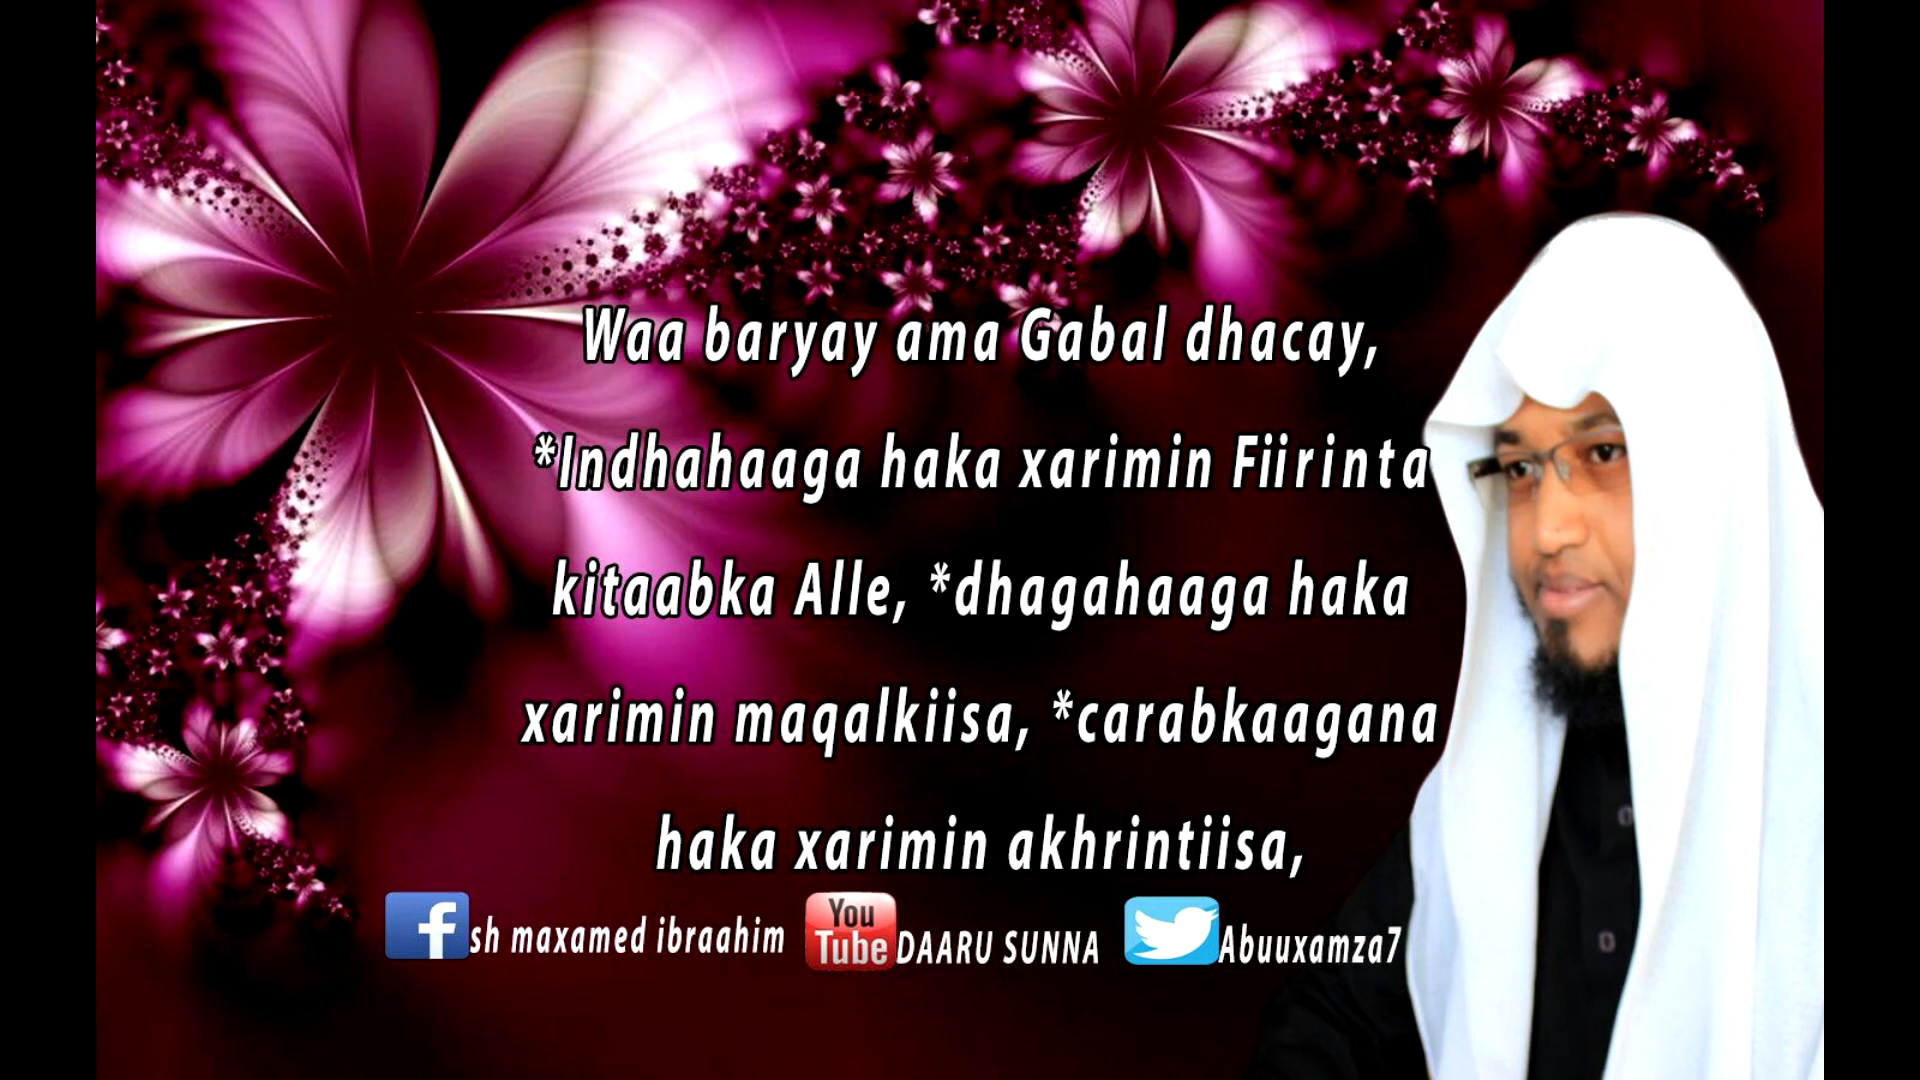 Waa baryay ama Gabal dhacay,
*Indhahaaga haka xarimin Fiirinta
kitaabka Alle, *dhagahaaga haka
xarimin maqalkiisa, *carabkaagana
haka xarimin akhrintiisa,
f sh maxamed ibraahim You Tube DAARU SUNNA Abuuxamza7